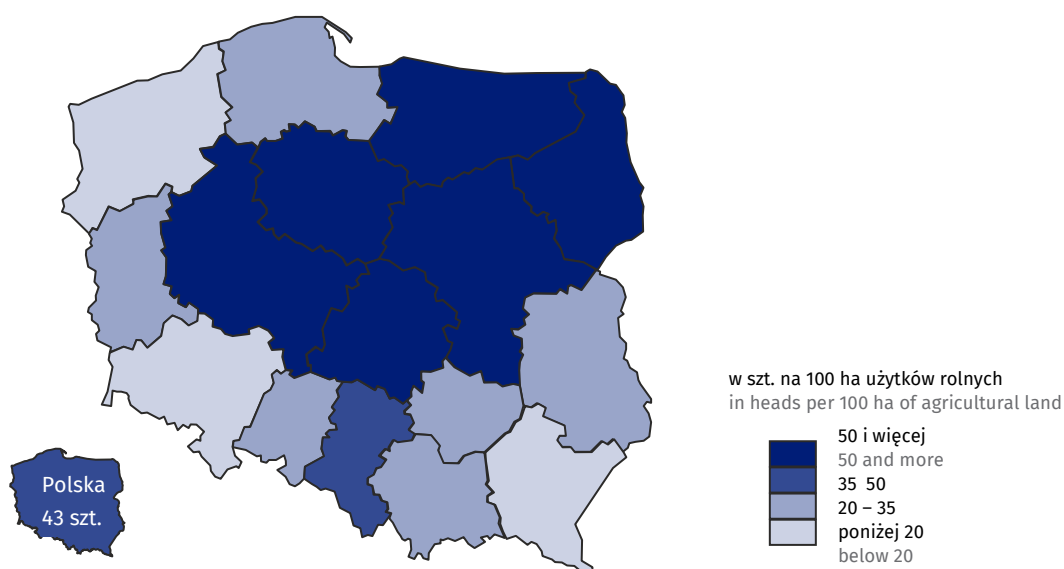 w szt. na 100 ha użytków rolnych
in heads per 100 ha of agricultural land
50 i więcej
50 and more
35 50
20 – 35
poniżej 20
below 20
Polska
43 szt.